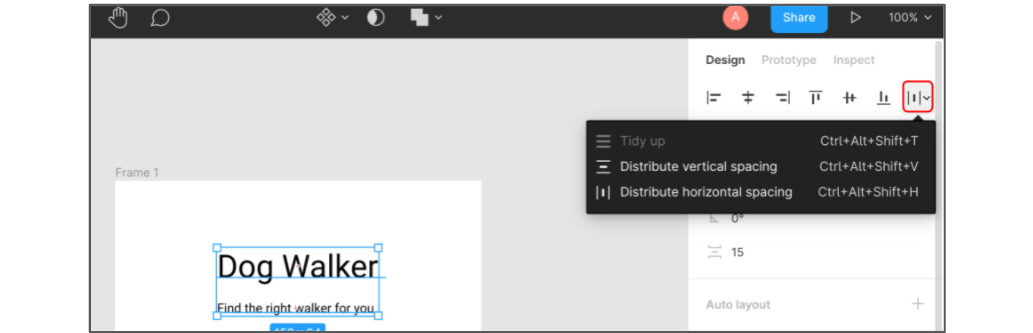 A
Share
100%
Design Prototype Inspect
Tidy up Ctrl+Alt+Shift+T
Distribute vertical spacing Ctrl+Alt+Shift+V
Distribute horizontal spacing Ctrl+Alt+Shift+H
Frame 1
0°
Dog Walker
15
Find the right walker for you
Auto layout